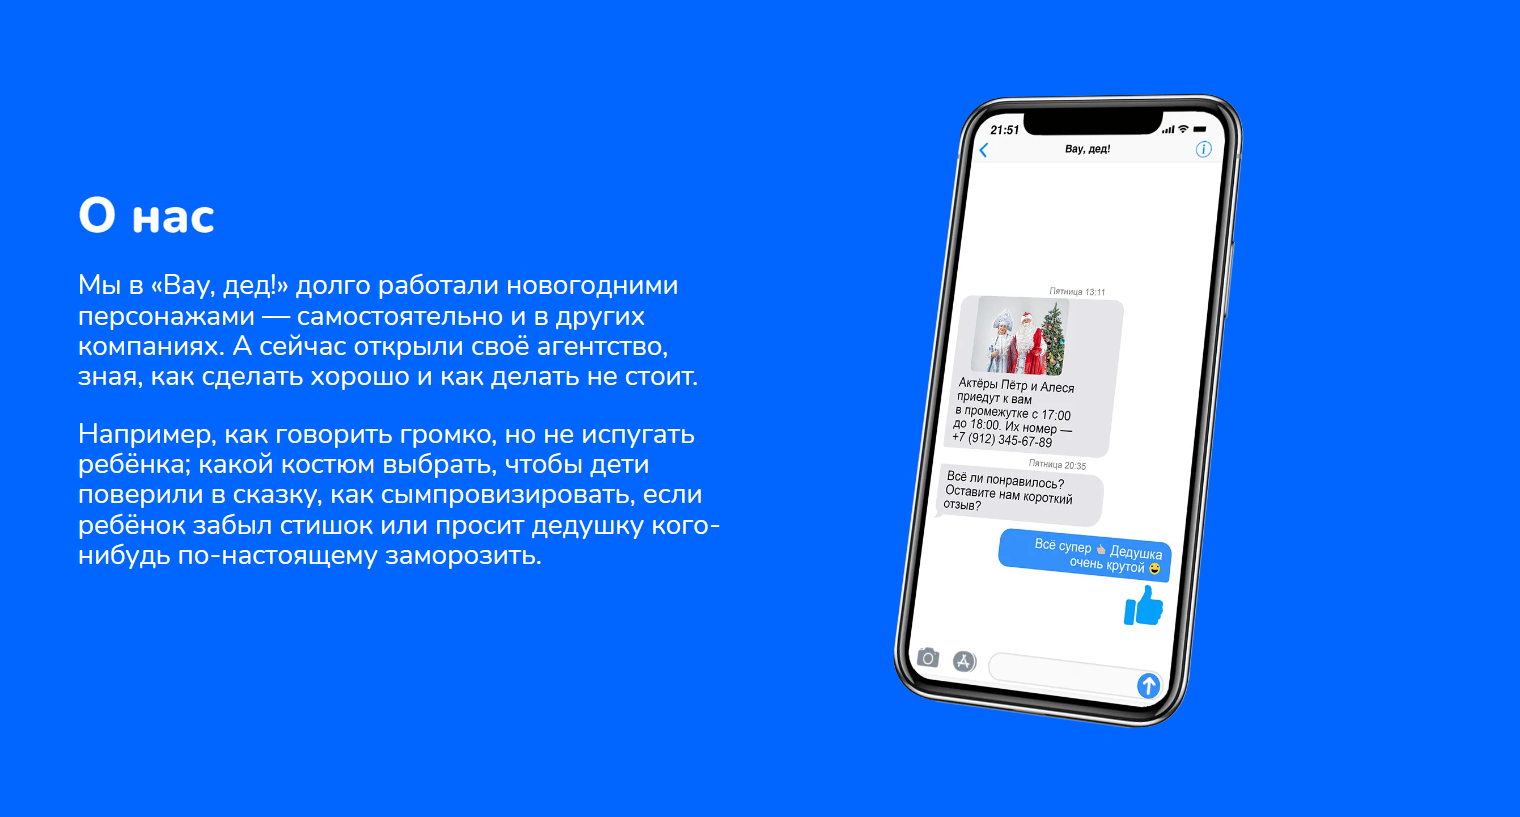 О нас
Мы в «Вау, дед!» долго работали новогодними
персонажами — самостоятельно и в других
компаниях. А сейчас открыли своё агентство,
зная, как сделать хорошо и как делать не стоит.
Например, как говорить громко, но не испугать
ребёнка; какой костюм выбрать, чтобы дети
поверили в сказку, как сымпровизировать, если
ребёнок забыл стишок или просит дедушку кого-
нибудь по-настоящему заморозить.
21:51
Вау, дед!
Пятница 13:11
Актёры Пётр и Алеся
приедут к вам
в промежутке с 17:00
до 18:00. Их номер —
+7 (912) 345-67-89
Пятница 20:35
Всё ли понравилось?
Оставите нам короткий
отзыв?
Всё супер 👍🏻 Дедушка
очень крутой 😄